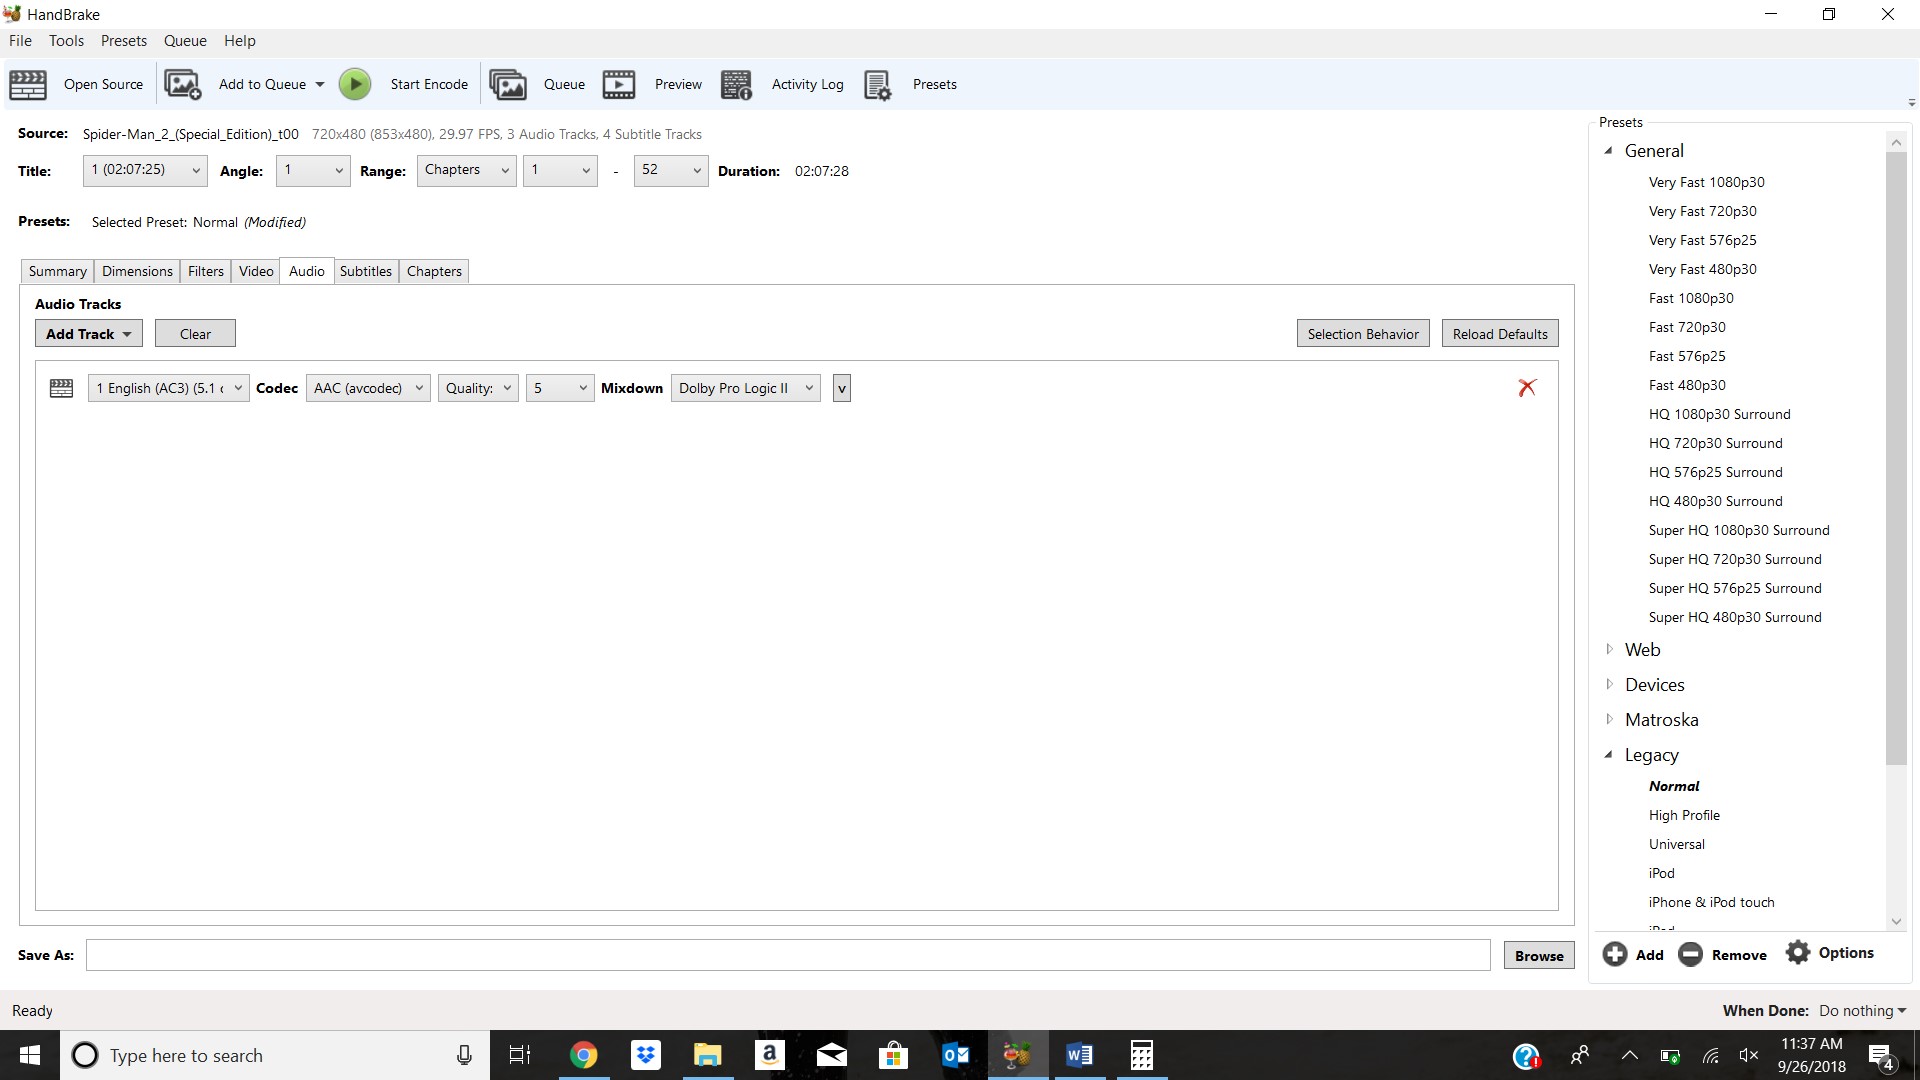 HandBrake
File Tools Presets Queue Help
Open Source Add to Queue Start Encode Queue Preview Activity Log Presets
Source: Spider-Man_2_(Special_Edition)_t00 720x480 (853x480), 29.97 FPS, 3 Audio Tracks, 4 Subtitle Tracks
Title: 1 (02:07:25) Angle: 1 Range: Chapters 1 - 52 Duration: 02:07:28
Presets: Selected Preset: Normal (Modified)
Summary Dimensions Filters Video Audio Subtitles Chapters
Audio Tracks
Add Track Clear Selection Behavior Reload Defaults
1 English (AC3) (5.1 c Codec AAC (avcodec) Quality: 5 Mixdown Dolby Pro Logic II v
Save As: Browse
Presets
General
Very Fast 1080p30
Very Fast 720p30
Very Fast 576p25
Very Fast 480p30
Fast 1080p30
Fast 720p30
Fast 576p25
Fast 480p30
HQ 1080p30 Surround
HQ 720p30 Surround
HQ 576p25 Surround
HQ 480p30 Surround
Super HQ 1080p30 Surround
Super HQ 720p30 Surround
Super HQ 576p25 Surround
Super HQ 480p30 Surround
Web
Devices
Matroska
Legacy
Normal
High Profile
Universal
iPod
iPhone & iPod touch
Add Remove Options
Ready When Done: Do nothing
Type here to search
11:37 AM
9/26/2018
4